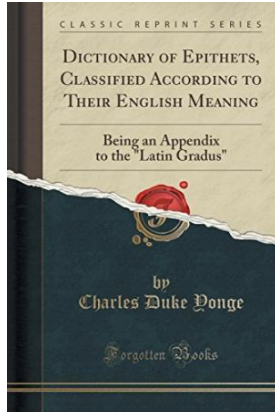 CLASSIC REPRINT SERIES
DICTIONARY OF EPITHETS,
CLASSIFIED ACCORDING TO
THEIR ENGLISH MEANING
Being an Appendix
to the "Latin Gradus"
by
Charles Duke Yonge
Forgotten Books